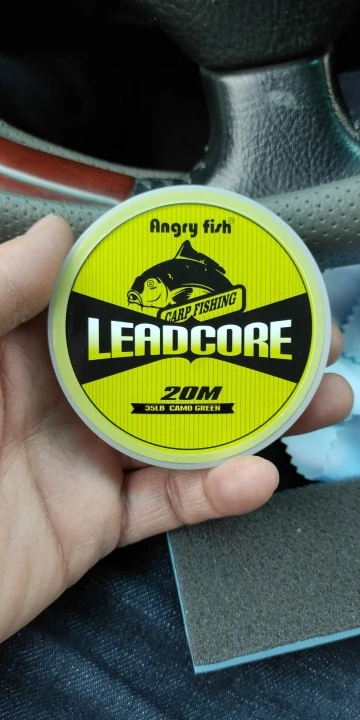 Angry fish
CARP FISHING
LEADCORE
20M
35LB CAMO GREEN